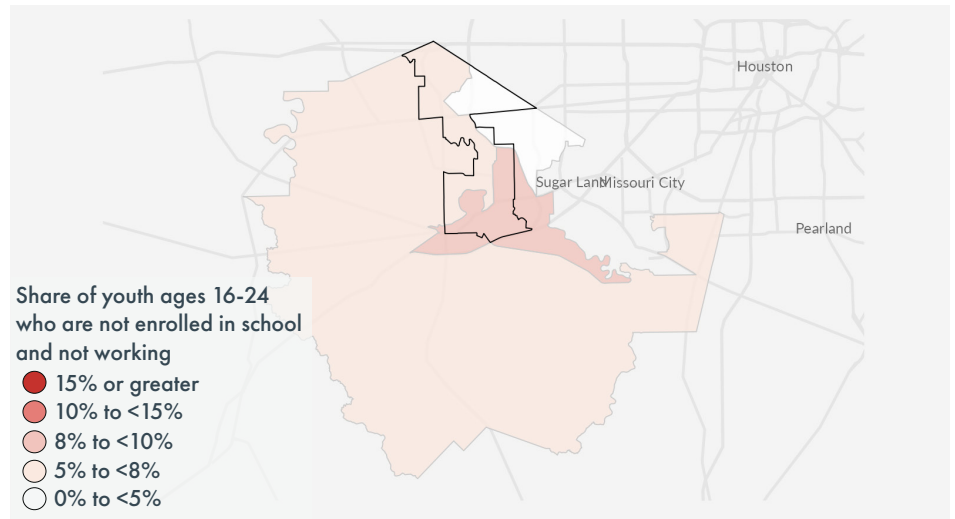 Houston
Sugar Land
Missouri City
Pearland
Share of youth ages 16-24
who are not enrolled in school
and not working
15% or greater
10% to <15%
8% to <10%
5% to <8%
0% to <5%